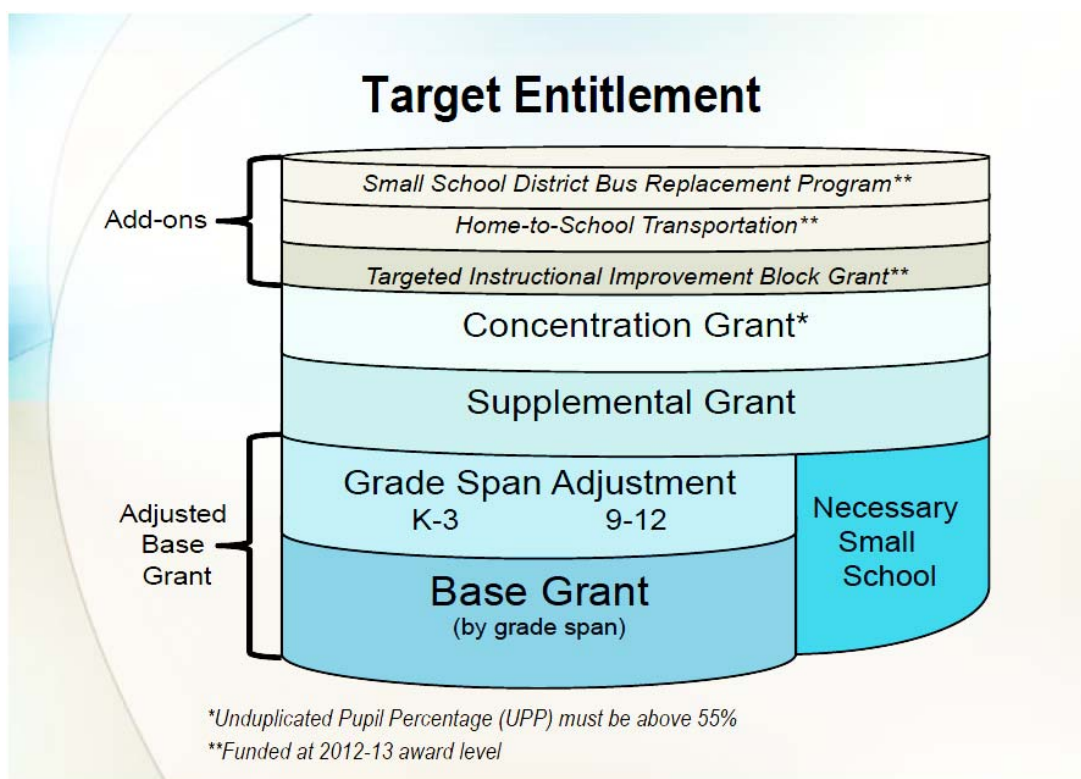 Target Entitlement
Add-ons
Small School District Bus Replacement Program**
Home-to-School Transportation**
Targeted Instructional Improvement Block Grant**
Concentration Grant*
Supplemental Grant
Adjusted
Base
Grant
Grade Span Adjustment
K-3 9-12
Base Grant
(by grade span)
Necessary
Small
School
*Unduplicated Pupil Percentage (UPP) must be above 55%
**Funded at 2012-13 award level